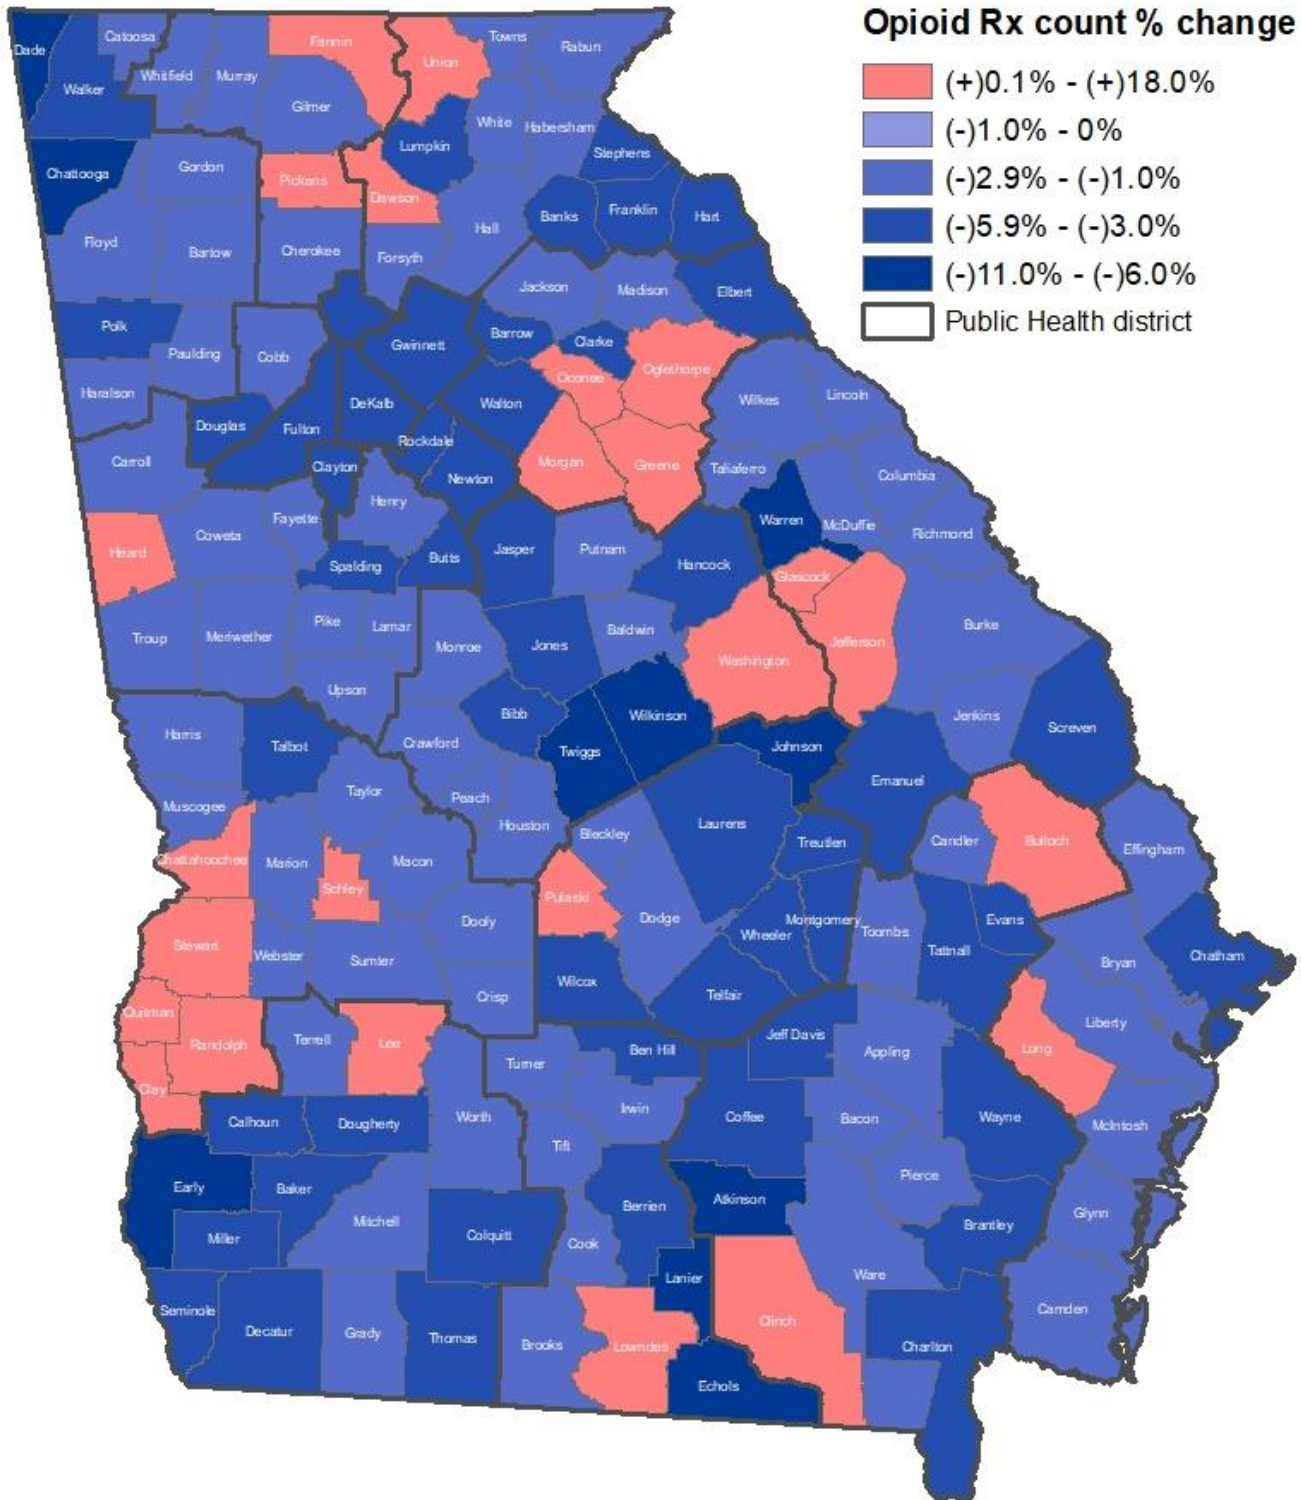 Opioid Rx count % change
(+)0.1% - (+)18.0%
(-)1.0% - 0%
(-)2.9% - (-)1.0%
(-)5.9% - (-)3.0%
(-)11.0% - (-)6.0%
Public Health district
Dade
Catoosa
Walker
Whitfield
Murray
Fannin
Gilmer
Union
Towns
Rabun
White
Habersham
Lumpkin
Stephens
Chattooga
Gordon
Pickens
Dawson
Banks
Franklin
Hart
Floyd
Bartow
Cherokee
Forsyth
Hall
Jackson
Madison
Elbert
Polk
Paulding
Cobb
Gwinnett
Barrow
Clarke
Oconee
Oglethorpe
Haralson
Douglas
Fulton
DeKalb
Walton
Wilkes
Lincoln
Carroll
Clayton
Rockdale
Newton
Morgan
Greene
Taliaferro
Columbia
Henry
Fayette
Coweta
Heard
Spalding
Butts
Jasper
Putnam
Hancock
Warren
McDuffie
Richmond
Glascock
Troup
Meriwether
Pike
Lamar
Monroe
Jones
Baldwin
Washington
Jefferson
Burke
Upson
Harris
Talbot
Crawford
Bibb
Twiggs
Wilkinson
Johnson
Jenkins
Screven
Emanuel
Muscogee
Taylor
Peach
Houston
Bleckley
Laurens
Treutlen
Candler
Bulloch
Effingham
Chattahoochee
Marion
Schley
Macon
Pulaski
Dodge
Wheeler
Montgomery
Toombs
Tattnall
Evans
Bryan
Chatham
Stewart
Webster
Sumter
Dooly
Crisp
Wilcox
Telfair
Quitman
Randolph
Terrell
Lee
Turner
Ben Hill
Jeff Davis
Appling
Long
Liberty
Clay
Calhoun
Dougherty
Worth
Irwin
Tift
Coffee
Bacon
Wayne
McIntosh
Early
Baker
Miller
Mitchell
Colquitt
Berrien
Cook
Atkinson
Pierce
Brantley
Glynn
Lanier
Ware
Camden
Seminole
Decatur
Grady
Thomas
Brooks
Lowndes
Clinch
Charlton
Echols